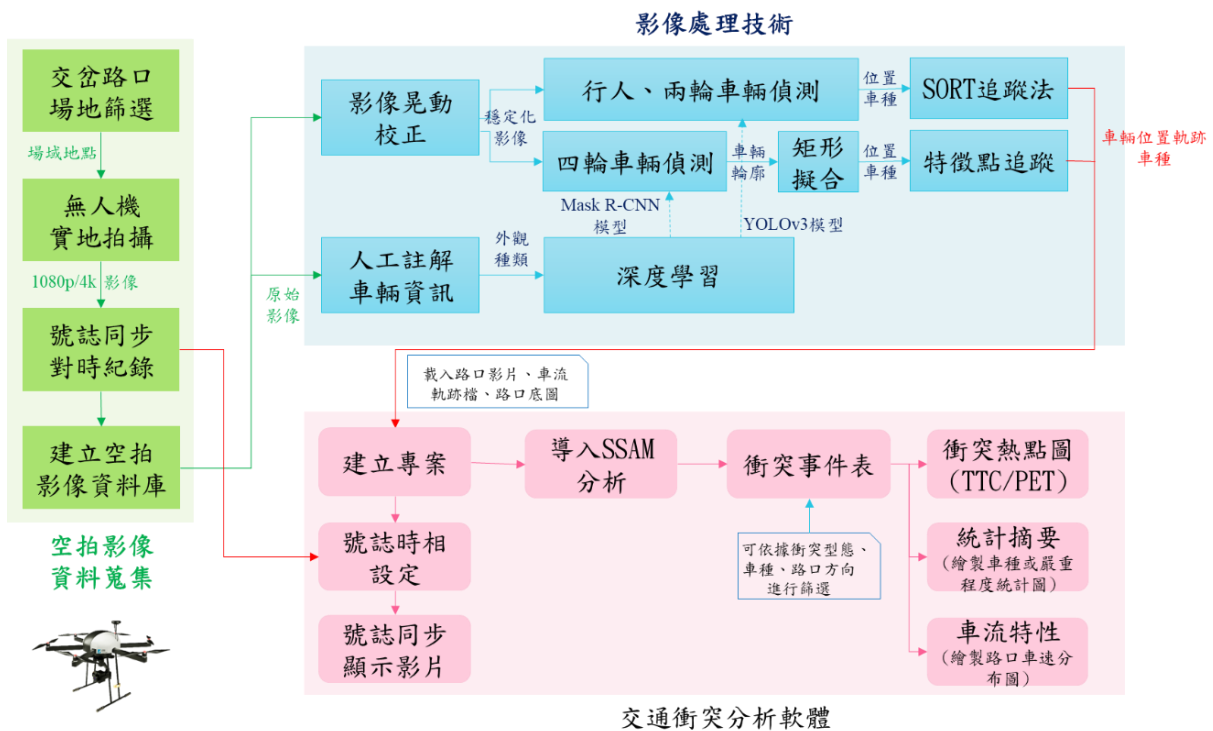 影像處理技術
交岔路口
場地篩選
場域地點
無人機
實地拍攝
1080p/4k 影像
號誌同步
對時紀錄
建立空拍
影像資料庫
空拍影像
資料蒐集
原始
影像
影像晃動
校正
穩定化
影像
行人、兩輪車輛偵測
位置
車種
SORT追蹤法
四輪車輛偵測
車輛
輪廓
矩形
擬合
位置
車種
特徵點追蹤
車輛位置軌跡
車種
Mask R-CNN
模型
YOLOv3模型
人工註解
車輛資訊
外觀
種類
深度學習
載入路口影片、車流
軌跡檔、路口底圖
建立專案
導入SSAM
分析
衝突事件表
衝突熱點圖
(TTC/PET)
號誌時相
設定
可依據衝突型態、
車種、路口方向
進行篩選
統計摘要
(繪製車種或嚴重
程度統計圖)
號誌同步
顯示影片
車流特性
(繪製路口車速分
布圖)
交通衝突分析軟體